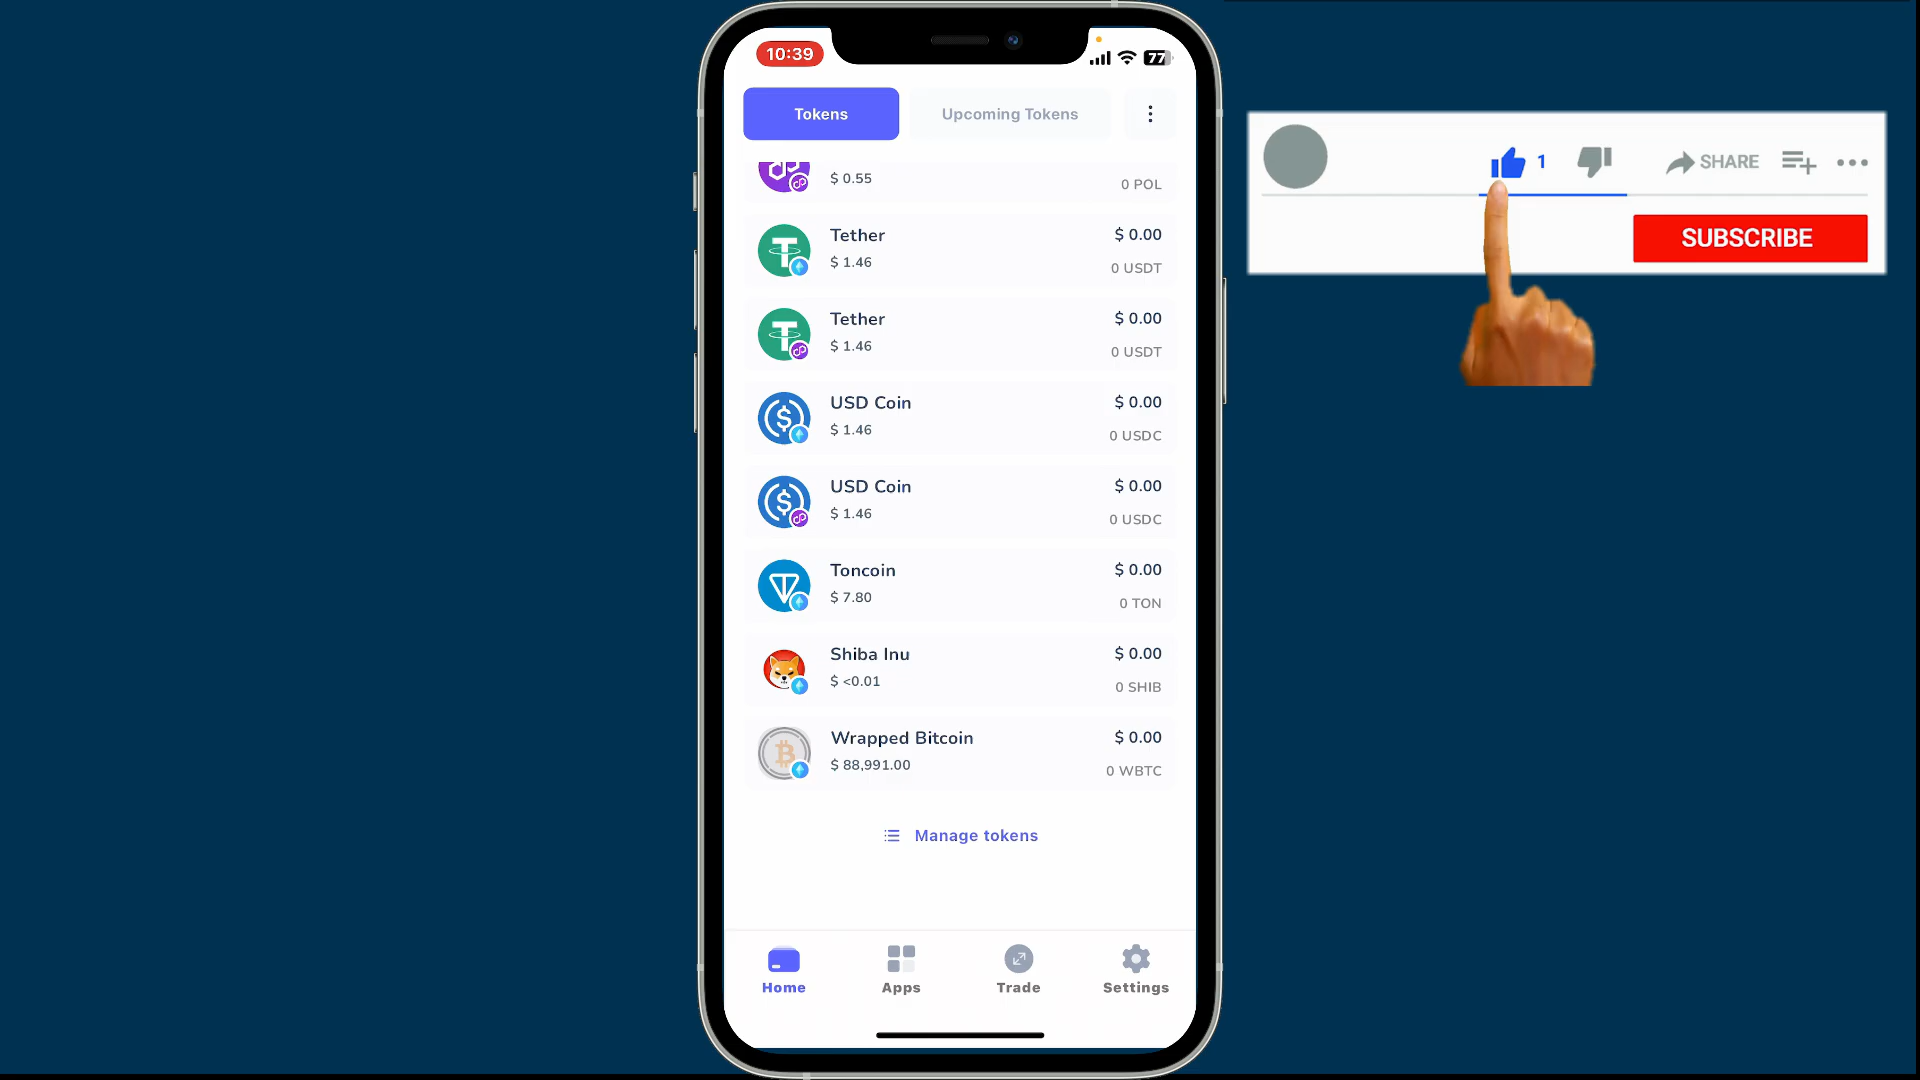 10:39
77
Tokens
Upcoming Tokens
$ 0.55
0 POL
Tether
$ 0.00
$ 1.46
0 USDT
Tether
$ 0.00
$ 1.46
0 USDT
USD Coin
$ 0.00
$ 1.46
0 USDC
USD Coin
$ 0.00
$ 1.46
0 USDC
Toncoin
$ 0.00
$ 7.80
0 TON
Shiba Inu
$ 0.00
$ <0.01
0 SHIB
Wrapped Bitcoin
$ 0.00
$ 88,991.00
0 WBTC
Manage tokens
Home
Apps
Trade
Settings
1
SHARE
SUBSCRIBE